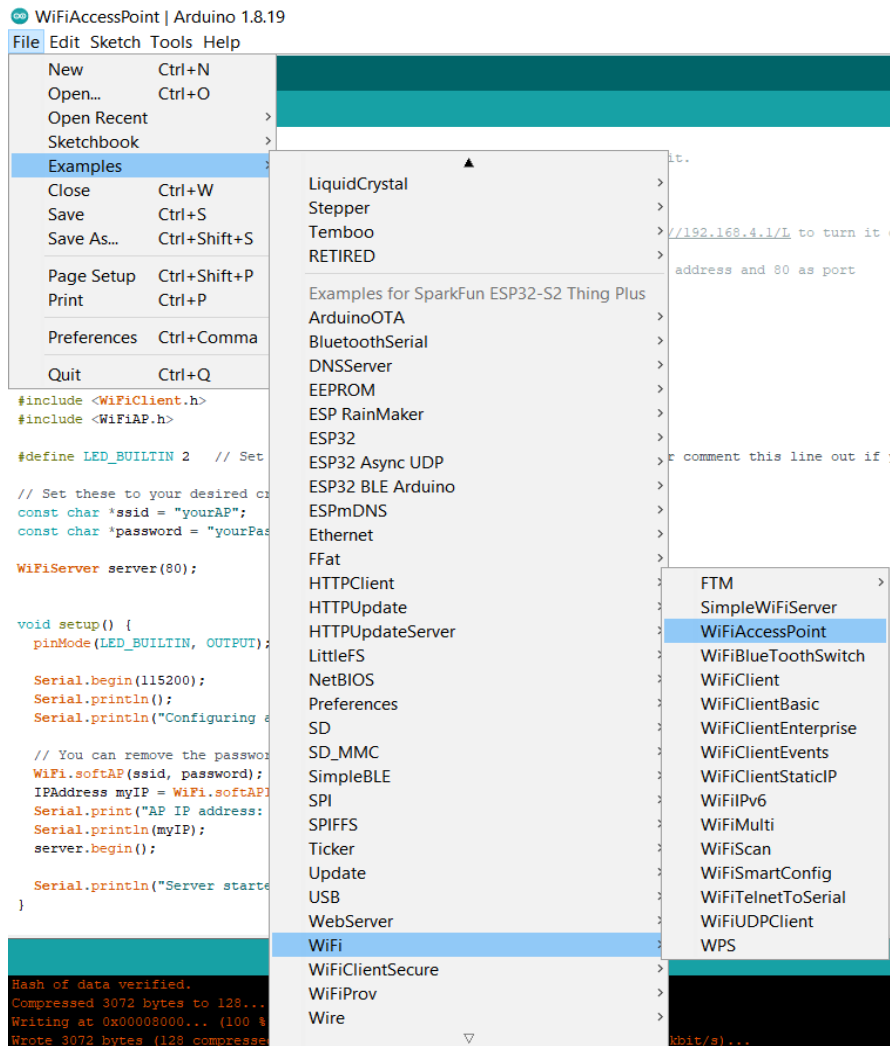 WiFiAccessPoint | Arduino 1.8.19
File Edit Sketch Tools Help
New Ctrl+N
Open... Ctrl+O
Open Recent
Sketchbook
Examples
Close Ctrl+W
Save Ctrl+S
Save As... Ctrl+Shift+S
Page Setup Ctrl+Shift+P
Print Ctrl+P
Preferences Ctrl+Comma
Quit Ctrl+Q
LiquidCrystal
Stepper
Temboo
RETIRED
Examples for SparkFun ESP32-S2 Thing Plus
ArduinoOTA
BluetoothSerial
DNSServer
EEPROM
ESP RainMaker
ESP32
ESP32 Async UDP
ESP32 BLE Arduino
ESPmDNS
Ethernet
FFat
HTTPClient
HTTPUpdate
HTTPUpdateServer
LittleFS
NetBIOS
Preferences
SD
SD_MMC
SimpleBLE
SPI
SPIFFS
Ticker
Update
USB
WebServer
WiFi
WiFiClientSecure
WiFiProv
Wire
FTM
SimpleWiFiServer
WiFiAccessPoint
WiFiBlueToothSwitch
WiFiClient
WiFiClientBasic
WiFiClientEnterprise
WiFiClientEvents
WiFiClientStaticIP
WiFiIPv6
WiFiMulti
WiFiScan
WiFiSmartConfig
WiFiTelnetToSerial
WiFiUDPClient
WPS
it.
//192.168.4.1/L to turn it
address and 80 as port
#include <WiFiClient.h>
#include <WiFiAP.h>
#define LED_BUILTIN 2 // Set
r comment this line out if
// Set these to your desired cr
const char *ssid = "yourAP";
const char *password = "yourPas
WiFiServer server(80);
void setup() {
pinMode(LED_BUILTIN, OUTPUT);
Serial.begin(115200);
Serial.println();
Serial.println("Configuring a
// You can remove the passwor
WiFi.softAP(ssid, password);
IPAddress myIP = WiFi.softAPI
Serial.print("AP IP address:
Serial.println(myIP);
server.begin();
Serial.println("Server starte
}
Hash of data verified.
Compressed 3072 bytes to 128...
Writing at 0x00008000... (100 %
Wrote 3072 bytes (128 compresse
kbit/s)...